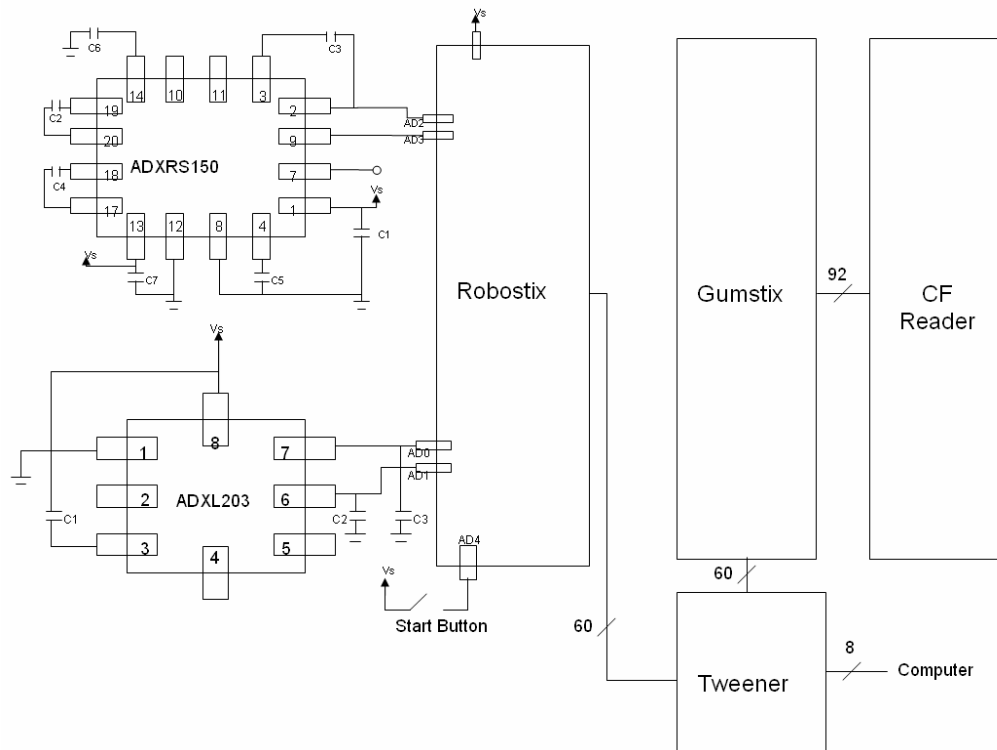 Vs
C6
C3
14
10
11
3
19
2
C2
AD2
20
9
AD3
ADXRS150
18
7
C4
Vs
17
1
13
12
8
4
C1
Vs
C7
C5
Robostix
Gumstix
92
CF
Reader
Vs
8
1
7
AD0
AD1
2
ADXL203
6
C1
C2
C3
3
5
4
AD4
Vs
60
Start Button
60
8
Computer
Tweener